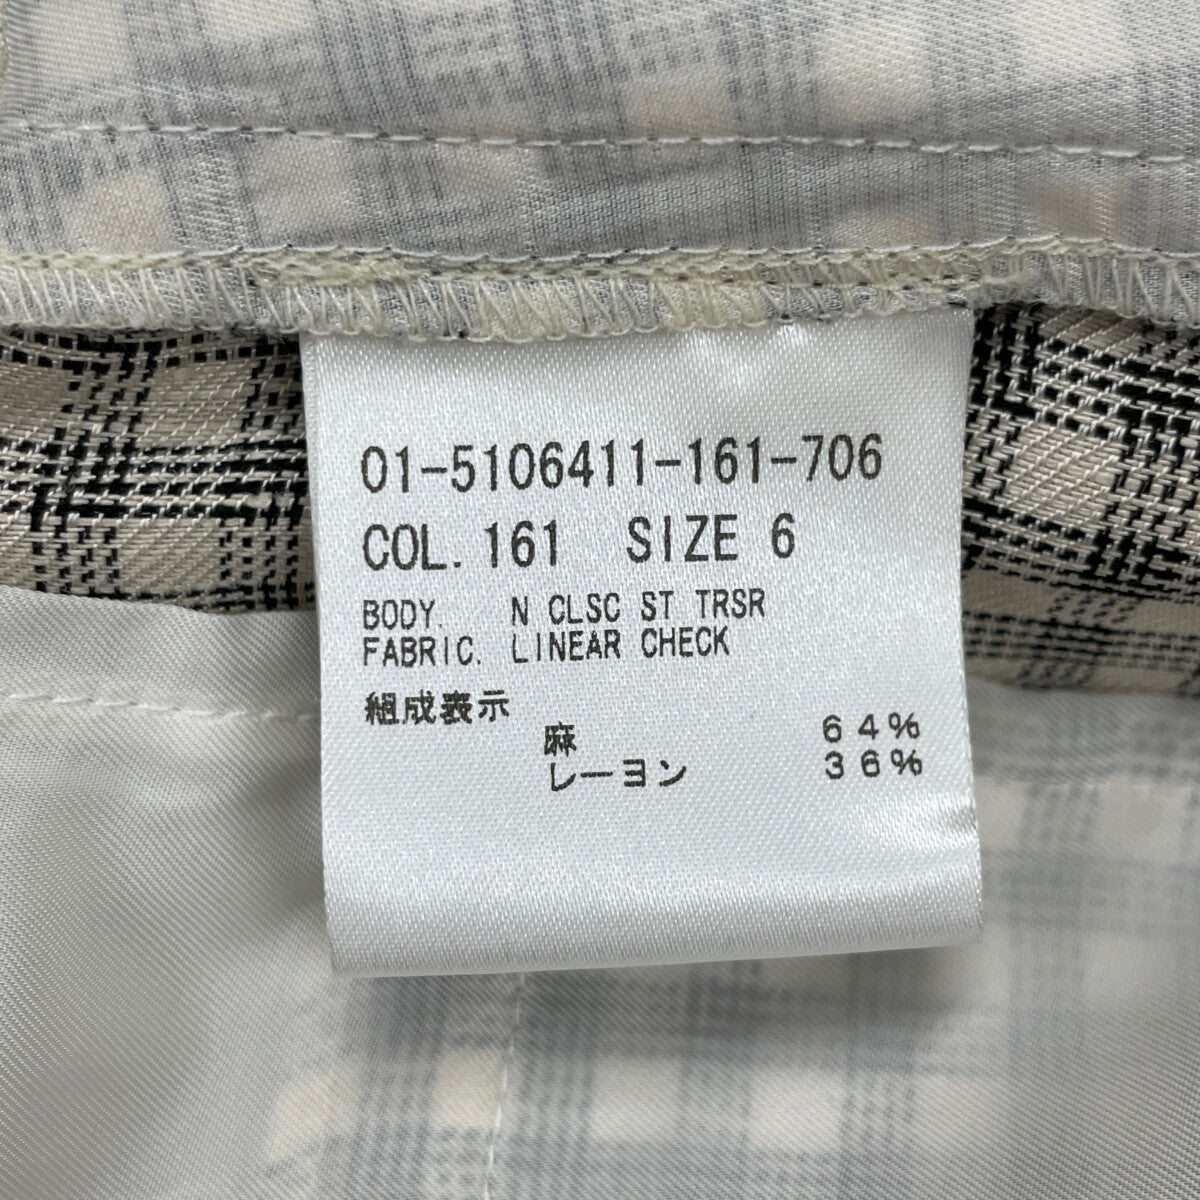 01-5106411-161-706
COL. 161 SIZE 6
BODY. N CLSC ST TRSR
FABRIC. LINEAR CHECK
組成表示
麻 64%
レーヨン 36%